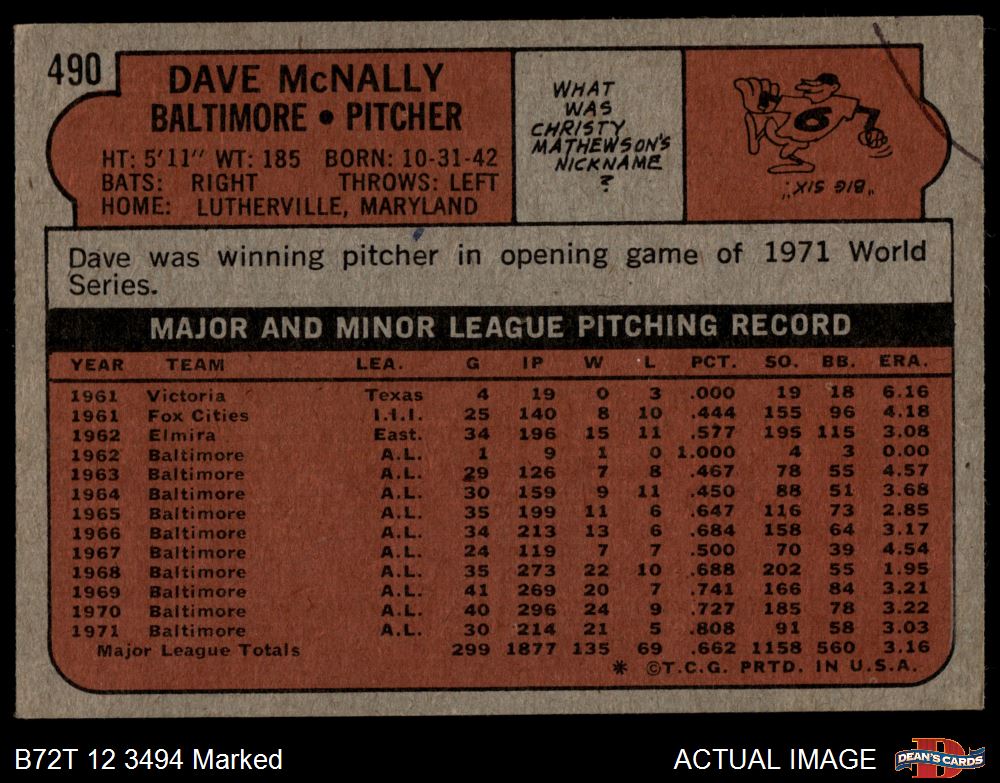 490
DAVE McNALLY
BALTIMORE • PITCHER
HT: 5'11" WT: 185 BORN: 10-31-42
BATS: RIGHT THROWS: LEFT
HOME: LUTHERVILLE, MARYLAND
WHAT
WAS
CHRISTY
MATHEWSON'S
NICKNAME
?
6
"BIG SIX."
Dave was winning pitcher in opening game of 1971 World
Series.
MAJOR AND MINOR LEAGUE PITCHING RECORD
YEAR TEAM LEA. G IP W L PCT. SO. BB. ERA.
1961 Victoria Texas 4 19 0 3 .000 19 18 6.16
1961 Fox Cities I.I.I. 25 140 8 10 .444 155 96 4.18
1962 Elmira East. 34 196 15 11 .577 195 115 3.08
1962 Baltimore A.L. 1 9 1 0 1.000 4 3 0.00
1963 Baltimore A.L. 29 126 7 8 .467 78 55 4.57
1964 Baltimore A.L. 30 159 9 11 .450 88 51 3.68
1965 Baltimore A.L. 35 199 11 6 .647 116 73 2.85
1966 Baltimore A.L. 34 213 13 6 .684 158 64 3.17
1967 Baltimore A.L. 24 119 7 7 .500 70 39 4.54
1968 Baltimore A.L. 35 273 22 10 .688 202 55 1.95
1969 Baltimore A.L. 41 269 20 7 .741 166 84 3.21
1970 Baltimore A.L. 40 296 24 9 .727 185 78 3.22
1971 Baltimore A.L. 30 214 21 5 .808 91 58 3.03
Major League Totals 299 1877 135 69 .662 1158 560 3.16
* ©T.C.G. PRTD. IN U.S.A.
B72T 12 3494 Marked
ACTUAL IMAGE
D
DEAN'S CARDS